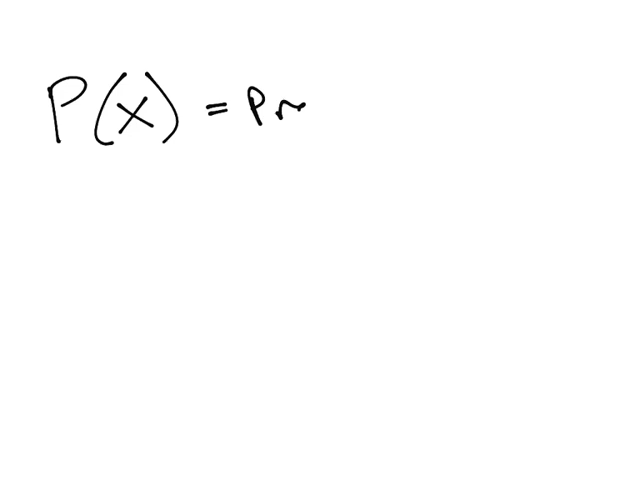 P(x) = Pr